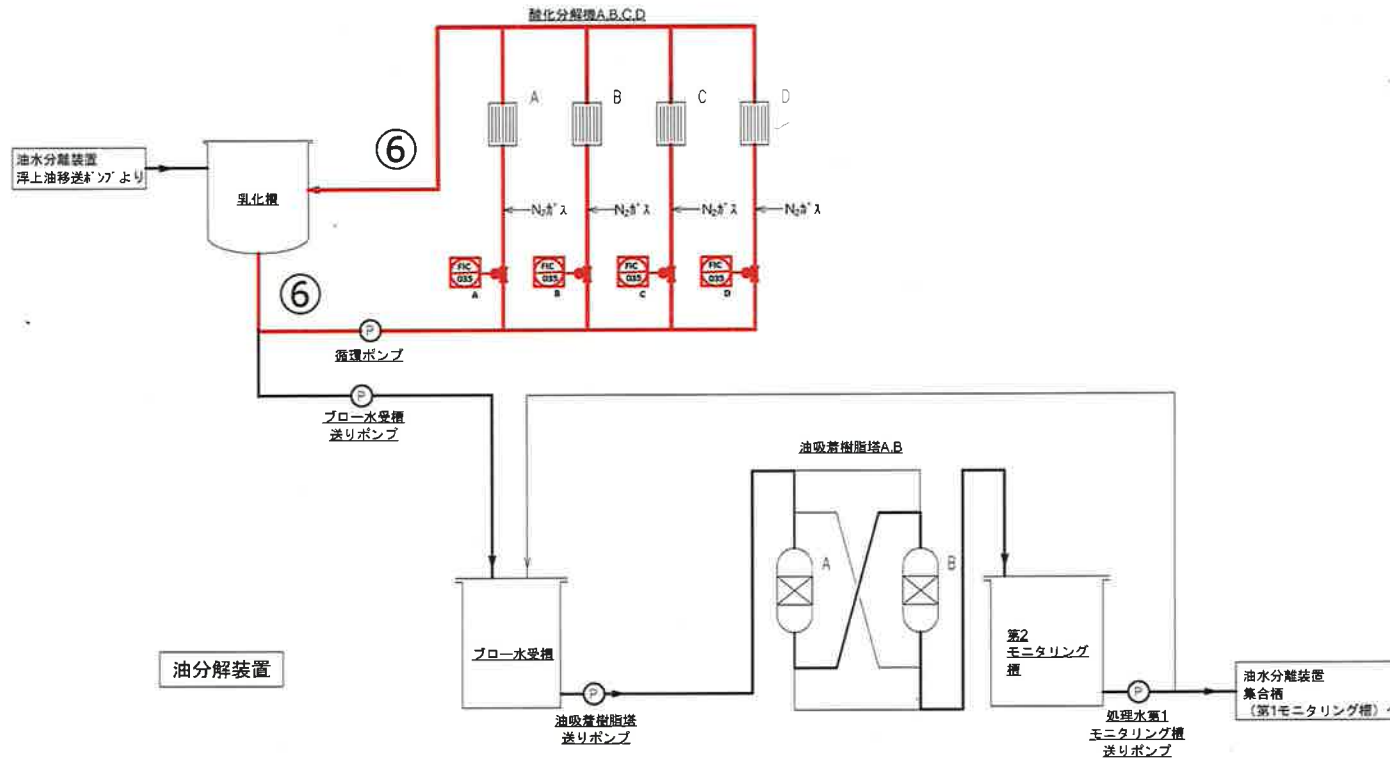 酸化分解機A,B,C,D
A
B
C
D
⑥
油水分離装置
浮上油移送ポンプより
乳化槽
N₂ガス
N₂ガス
N₂ガス
N₂ガス
FIC
035
A
FIC
035
B
FIC
035
C
FIC
035
D
⑥
P
循環ポンプ
P
ブロー水受槽
送りポンプ
油吸着樹脂塔A,B
A
B
ブロー水受槽
第2
モニタリング
槽
油分解装置
P
油吸着樹脂塔
送りポンプ
P
処理水第1
モニタリング槽
送りポンプ
油水分離装置
集合槽
(第1モニタリング槽)へ